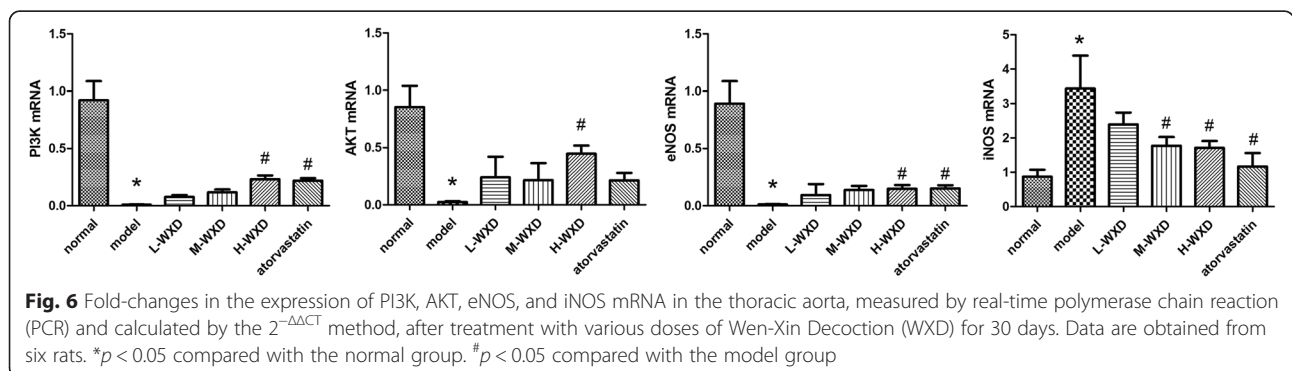 1.5
1.0
0.5
0.0
PI3K mRNA
*
#
#
normal
model
L-WXD
M-WXD
H-WXD
atorvastatin
1.5
1.0
0.5
0.0
AKT mRNA
*
#
normal
model
L-WXD
M-WXD
H-WXD
atorvastatin
1.5
1.0
0.5
0.0
eNOS mRNA
*
#
#
normal
model
L-WXD
M-WXD
H-WXD
atorvastatin
5
4
3
2
1
0
iNOS mRNA
*
#
#
#
normal
model
L-WXD
M-WXD
H-WXD
atorvastatin
Fig. 6 Fold-changes in the expression of PI3K, AKT, eNOS, and iNOS mRNA in the thoracic aorta, measured by real-time polymerase chain reaction
(PCR) and calculated by the 2^−ΔΔCT method, after treatment with various doses of Wen-Xin Decoction (WXD) for 30 days. Data are obtained from
six rats. *p < 0.05 compared with the normal group. #p < 0.05 compared with the model group